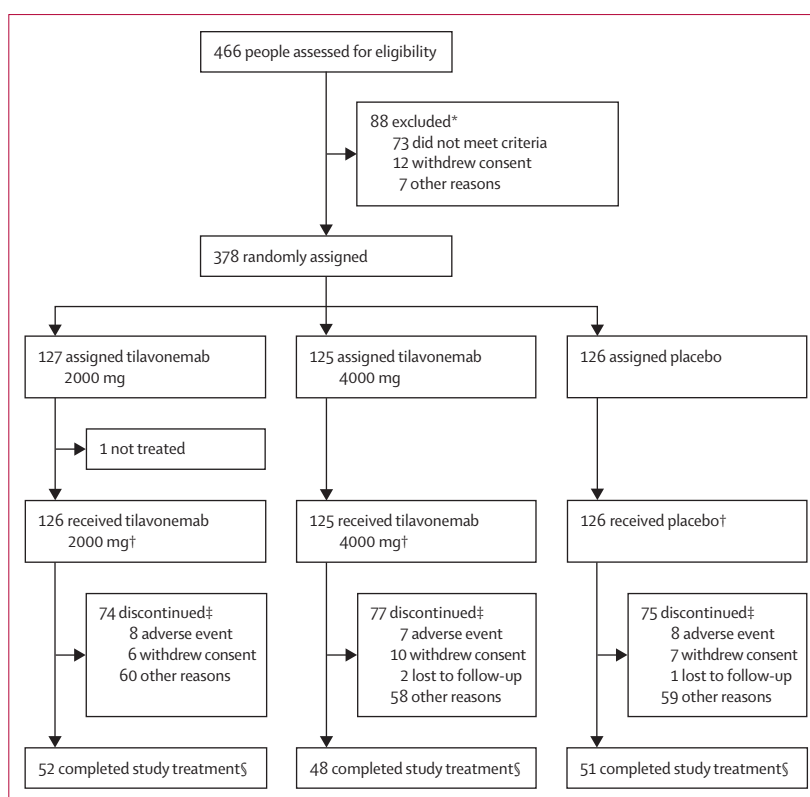 466 people assessed for eligibility
88 excluded*
73 did not meet criteria
12 withdrew consent
7 other reasons
378 randomly assigned
127 assigned tilavonemab
2000 mg
125 assigned tilavonemab
4000 mg
126 assigned placebo
1 not treated
126 received tilavonemab
2000 mg†
125 received tilavonemab
4000 mg†
126 received placebo†
74 discontinued‡
8 adverse event
6 withdrew consent
60 other reasons
77 discontinued‡
7 adverse event
10 withdrew consent
2 lost to follow-up
58 other reasons
75 discontinued‡
8 adverse event
7 withdrew consent
1 lost to follow-up
59 other reasons
52 completed study treatment§
48 completed study treatment§
51 completed study treatment§